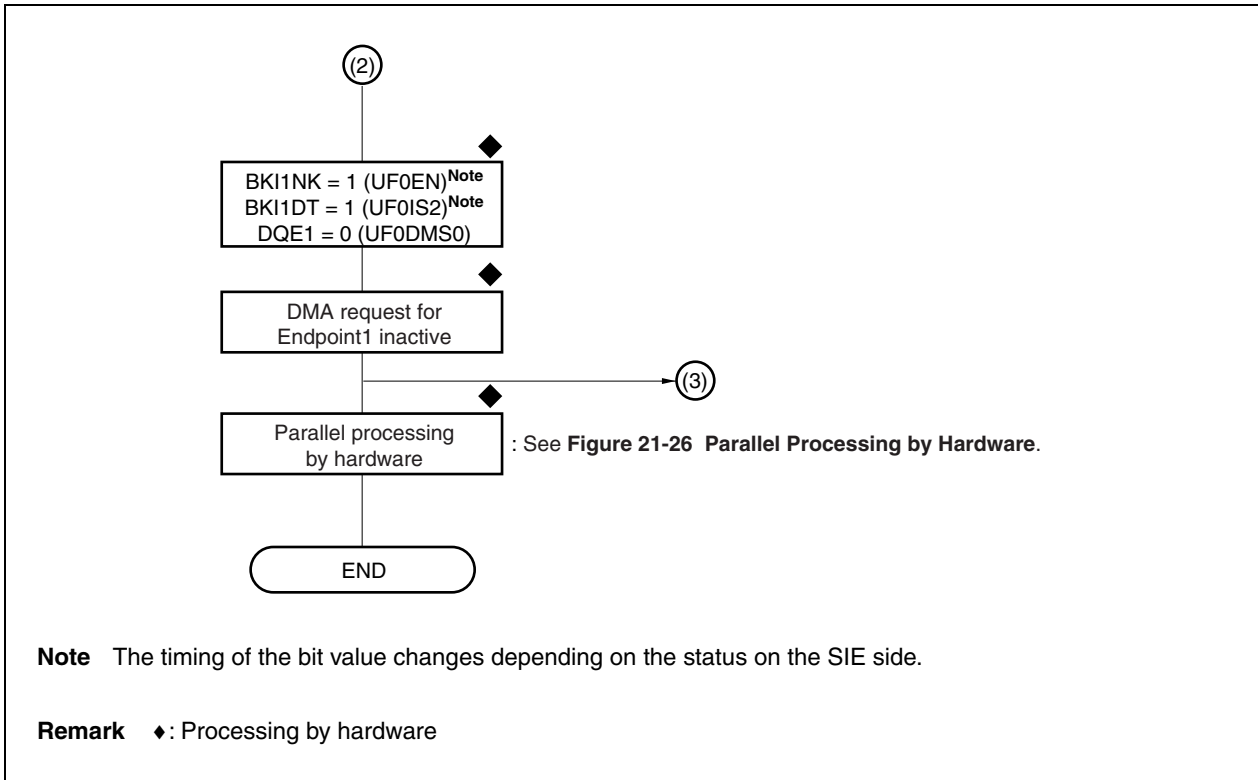 (2)
BKI1NK = 1 (UF0EN)Note
BKI1DT = 1 (UF0IS2)Note
DQE1 = 0 (UF0DMS0)
DMA request for
Endpoint1 inactive
(3)
Parallel processing
by hardware
: See Figure 21-26 Parallel Processing by Hardware.
END
Note The timing of the bit value changes depending on the status on the SIE side.
Remark ♦: Processing by hardware